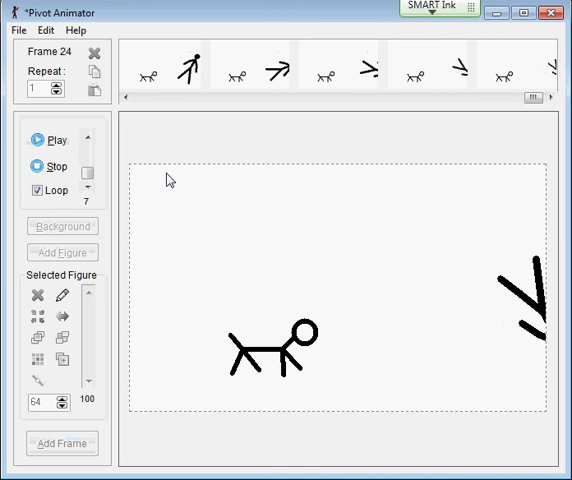 *Pivot Animator
SMART Ink
File Edit Help
Frame 24
Repeat :
1
Play
Stop
Loop
7
Background
Add Figure
Selected Figure
64
100
Add Frame